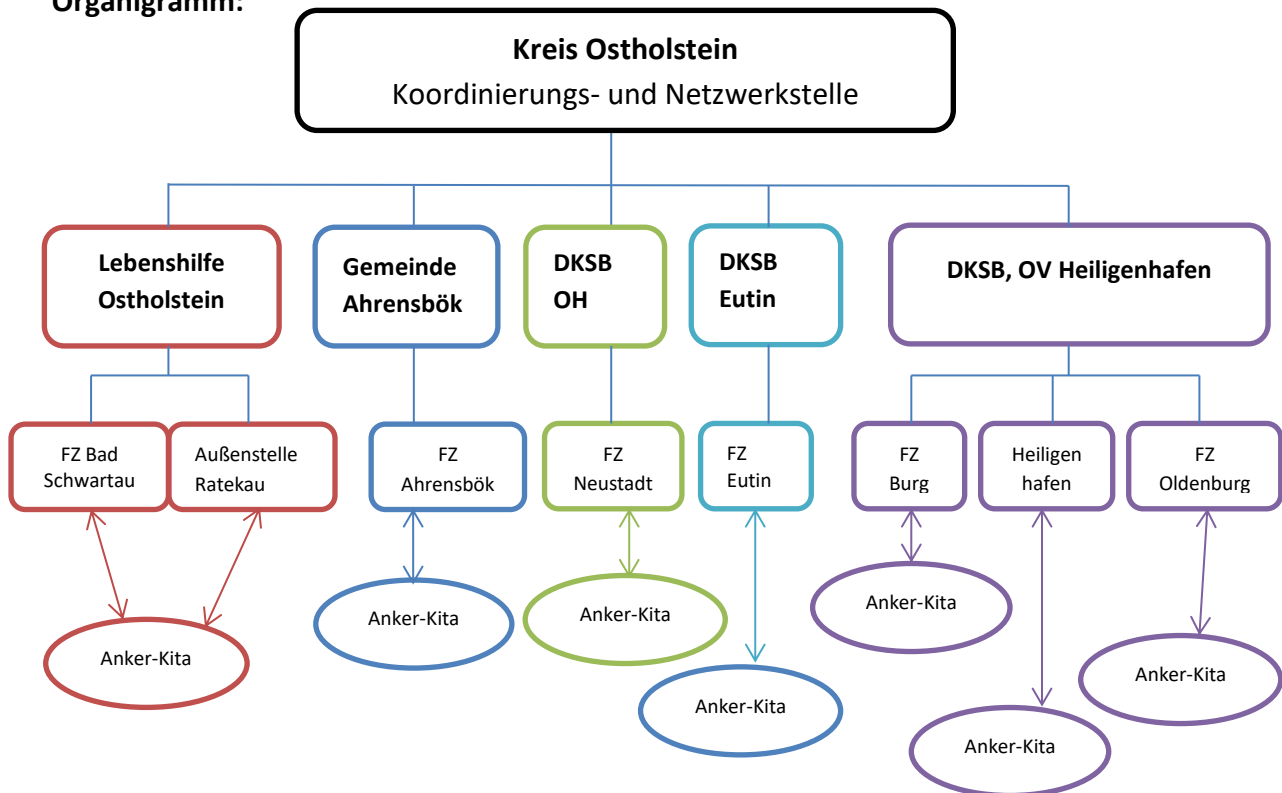 Organigramm:
Kreis Ostholstein
Koordinierungs- und Netzwerkstelle
Lebenshilfe
Ostholstein
Gemeinde
Ahrensbök
DKSB
OH
DKSB
Eutin
DKSB, OV Heiligenhafen
FZ Bad
Schwartau
Außenstelle
Ratekau
FZ
Ahrensbök
FZ
Neustadt
FZ
Eutin
FZ
Burg
Heiligen
hafen
FZ
Oldenburg
Anker-Kita
Anker-Kita
Anker-Kita
Anker-Kita
Anker-Kita
Anker-Kita
Anker-Kita